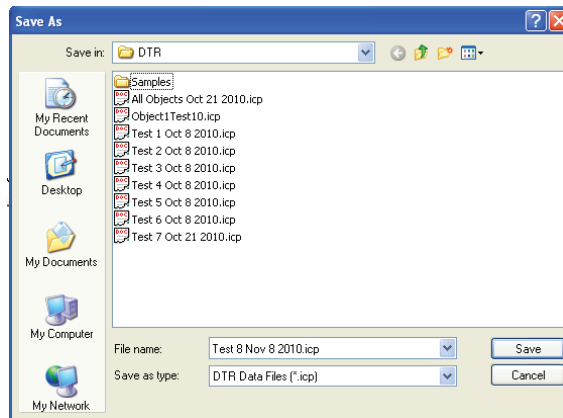 Save As
Save in:
DTR
My Recent
Documents
Desktop
My Documents
My Computer
My Network
Samples
All Objects Oct 21 2010.icp
Object1Test10.icp
Test 1 Oct 8 2010.icp
Test 2 Oct 8 2010.icp
Test 3 Oct 8 2010.icp
Test 4 Oct 8 2010.icp
Test 5 Oct 8 2010.icp
Test 6 Oct 8 2010.icp
Test 7 Oct 21 2010.icp
File name:
Test 8 Nov 8 2010.icp
Save
Save as type:
DTR Data Files (*.icp)
Cancel